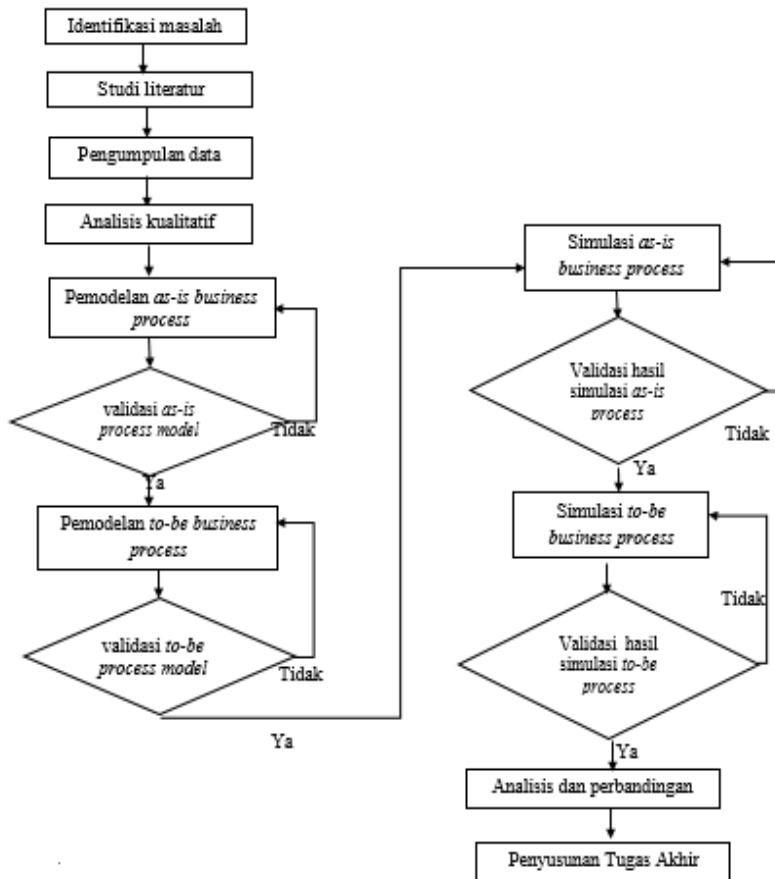 Identifikasi masalah
Studi literatur
Pengumpulan data
Analisis kualitatif
Pemodelan as-is business
process
validasi as-is
process model
Tidak
Ya
Pemodelan to-be business
process
validasi to-be
process model
Tidak
Ya
Simulasi as-is
business process
Validasi hasil
simulasi as-is
process
Tidak
Ya
Simulasi to-be
business process
Tidak
Validasi hasil
simulasi to-be
process
Ya
Analisis dan perbandingan
Penyusunan Tugas Akhir